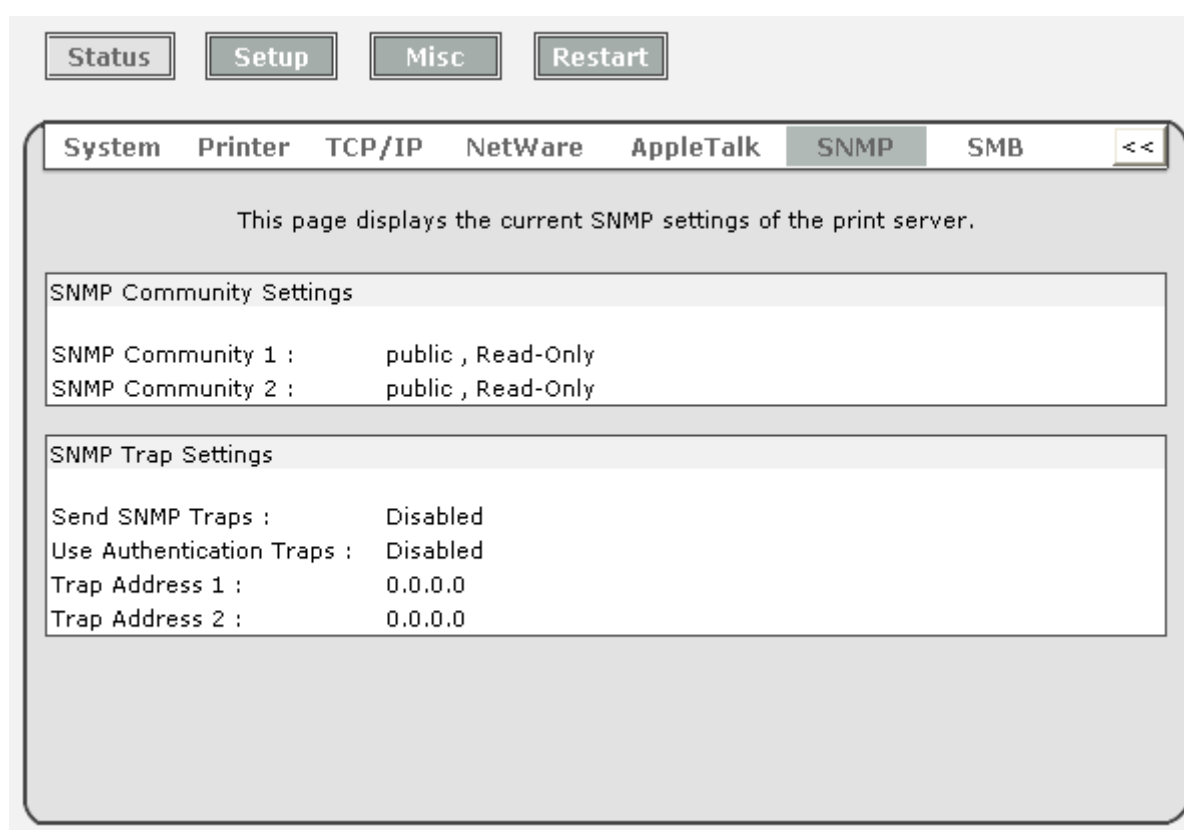 Status Setup Misc Restart
System Printer TCP/IP NetWare AppleTalk SNMP SMB <<
This page displays the current SNMP settings of the print server.
SNMP Community Settings
SNMP Community 1 : public , Read-Only
SNMP Community 2 : public , Read-Only
SNMP Trap Settings
Send SNMP Traps : Disabled
Use Authentication Traps : Disabled
Trap Address 1 : 0.0.0.0
Trap Address 2 : 0.0.0.0